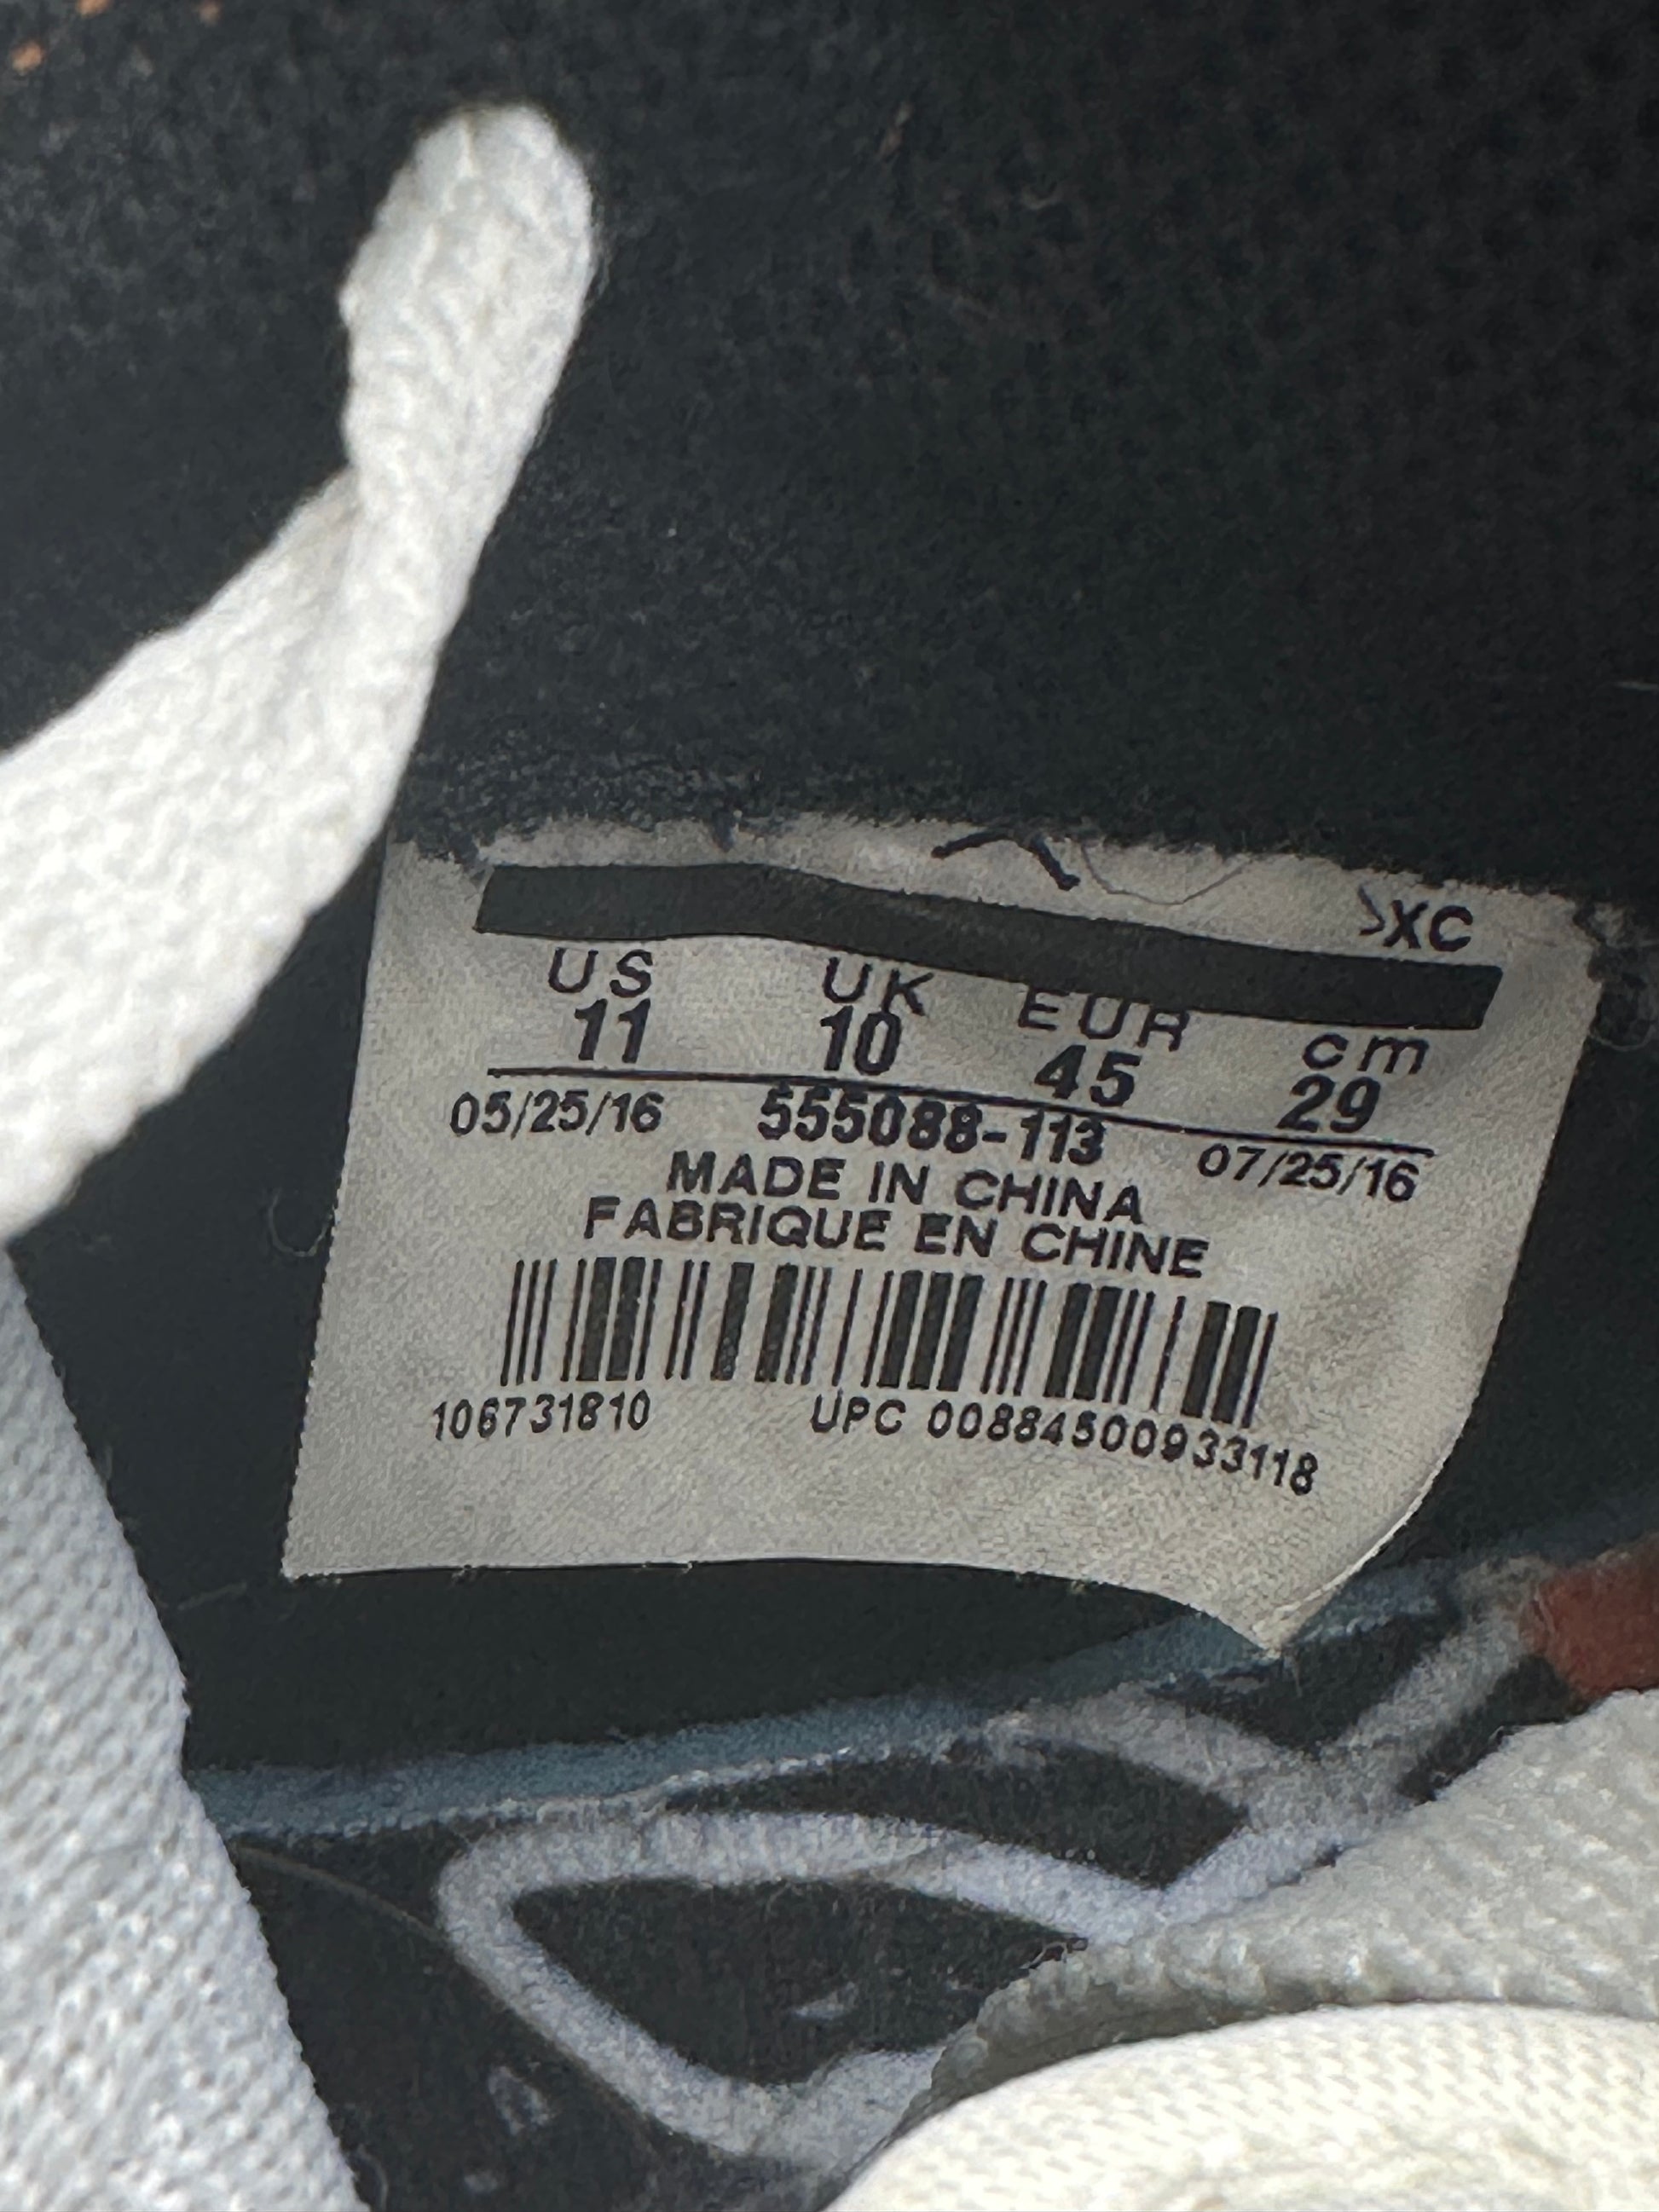 XC
US UK EUR cm
11 10 45 29
05/25/16 555088-113 07/25/16
MADE IN CHINA
FABRIQUE EN CHINE
106731810 UPC 00884500933118